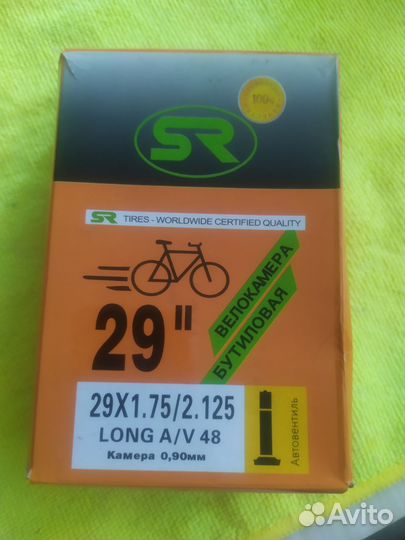 100%
SR
SR TIRES - WORLDWIDE CERTIFIED QUALITY
29"
ВЕЛОКАМЕРА
БУТИЛОВАЯ
29X1.75/2.125
LONG A/V 48
Камера 0,90мм
Автовентиль
Avito